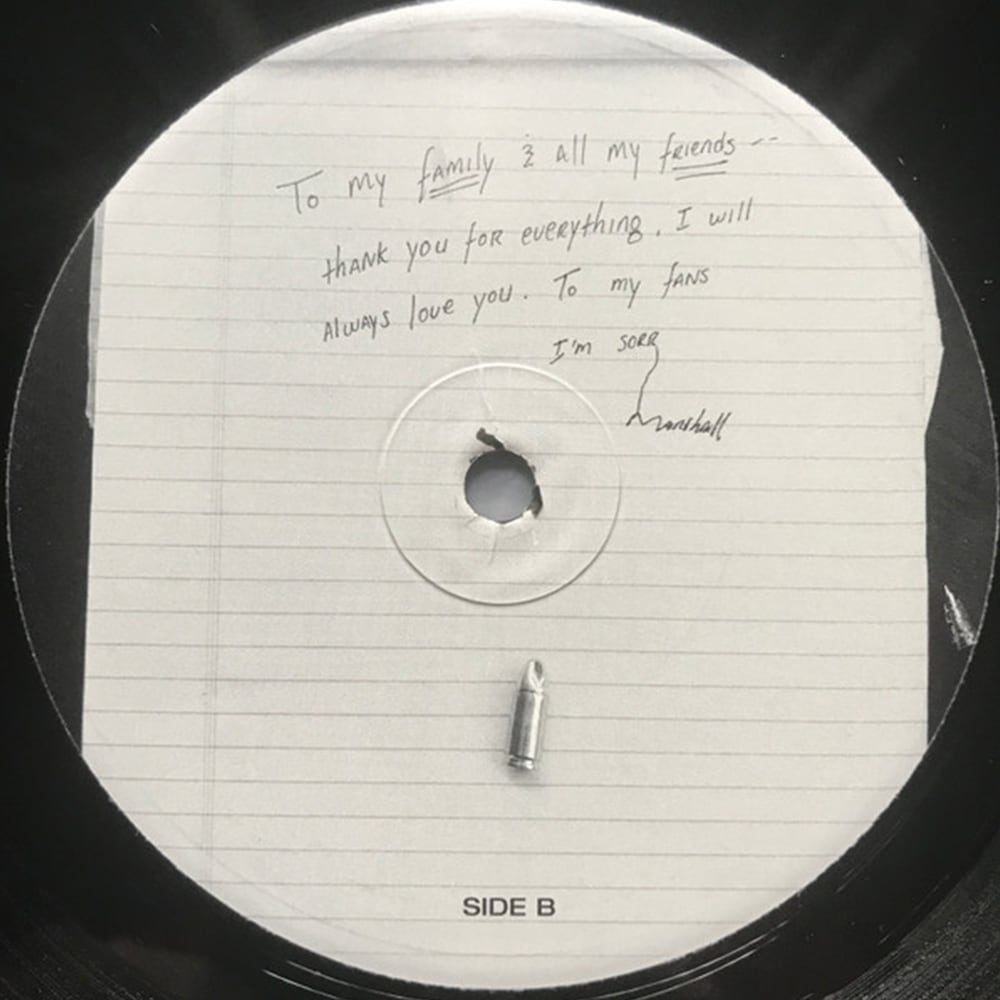 To my family & all my friends --
thank you for everything, I will
Always love you. To my fans
I'm sorr
Marshall
SIDE B